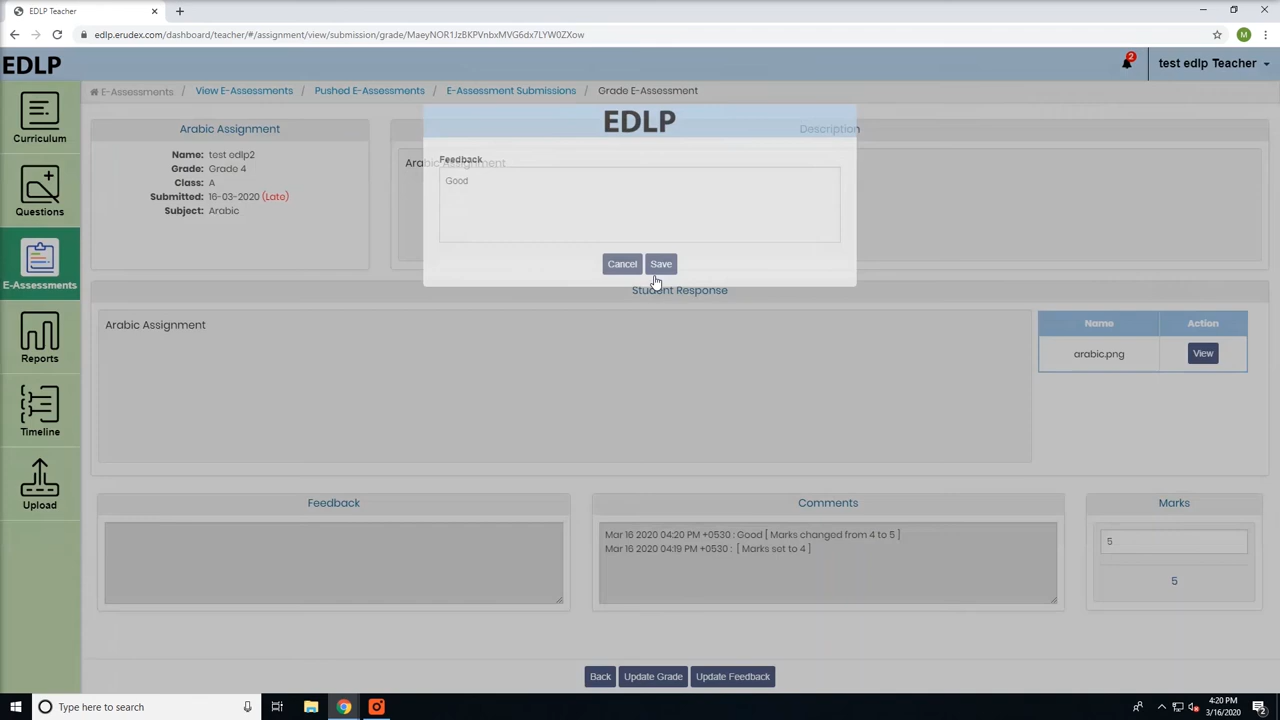 EDLP Teacher
edlp.erudex.com/dashboard/teacher/#/assignment/view/submission/grade/MaeyNOR1JzBKPVnbxMVG6dx7LYW0ZXow
M
EDLP
2
test edlp Teacher
E-Assessments / View E-Assessments / Pushed E-Assessments / E-Assessment Submissions / Grade E-Assessment
Curriculum
Questions
E-Assessments
Reports
Timeline
Upload
Arabic Assignment
Name: test edlp2
Grade: Grade 4
Class: A
Submitted: 16-03-2020 (Late)
Subject: Arabic
Description
Arabic Assignment
EDLP
Feedback
Good
Cancel
Save
Student Response
Arabic Assignment
Name Action
arabic.png View
Feedback
Comments
Mar 16 2020 04:20 PM +0530 : Good [ Marks changed from 4 to 5 ]
Mar 16 2020 04:19 PM +0530 : [ Marks set to 4 ]
Marks
5
5
Back
Update Grade
Update Feedback
Type here to search
4:20 PM
3/16/2020
2